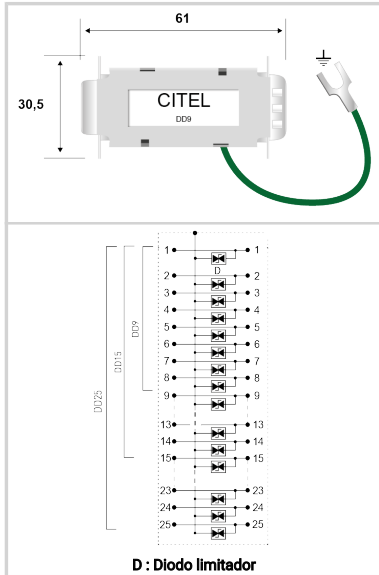 61
30,5
CITEL
DD9
1 1
D
2 2
3 3
4 4
5 5
6 6
7 7
8 8
9 9
13 13
14 14
15 15
23 23
24 24
25 25
DD9
DD15
DD25
D : Diodo limitador